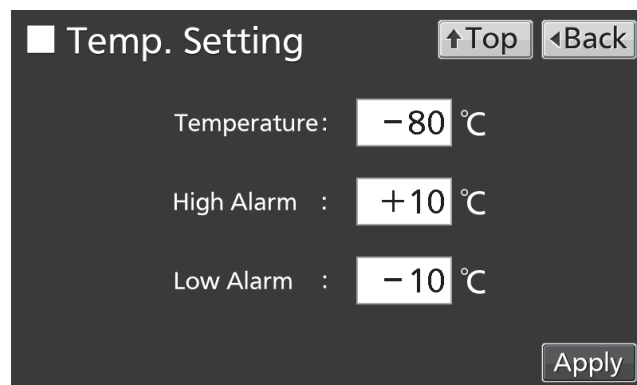 Temp. Setting ↑Top ◂Back
Temperature: −80 ℃
High Alarm : +10 ℃
Low Alarm : −10 ℃
Apply